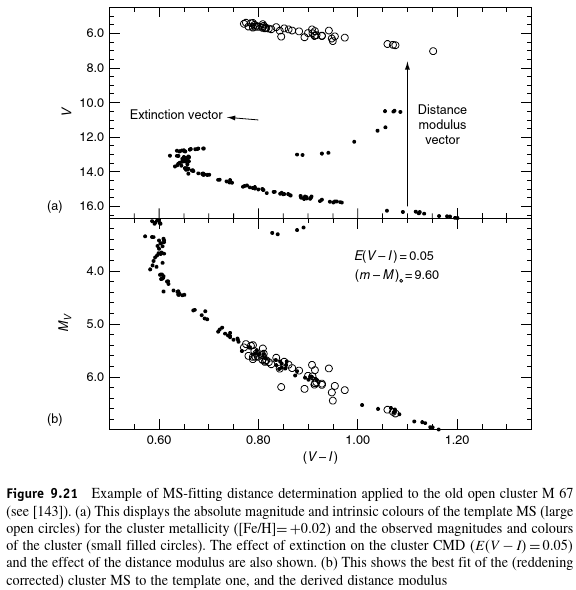 6.0
8.0
10.0
Extinction vector
Distance
modulus
vector
12.0
14.0
16.0
V
(a)
E(V – I) = 0.05
(m – M)ₒ = 9.60
4.0
5.0
6.0
M_V
(b)
0.60 0.80 1.00 1.20
(V – I)
Figure 9.21 Example of MS-fitting distance determination applied to the old open cluster M 67
(see [143]). (a) This displays the absolute magnitude and intrinsic colours of the template MS (large
open circles) for the cluster metallicity ([Fe/H]= +0.02) and the observed magnitudes and colours
of the cluster (small filled circles). The effect of extinction on the cluster CMD (E(V − I) = 0.05)
and the effect of the distance modulus are also shown. (b) This shows the best fit of the (reddening
corrected) cluster MS to the template one, and the derived distance modulus